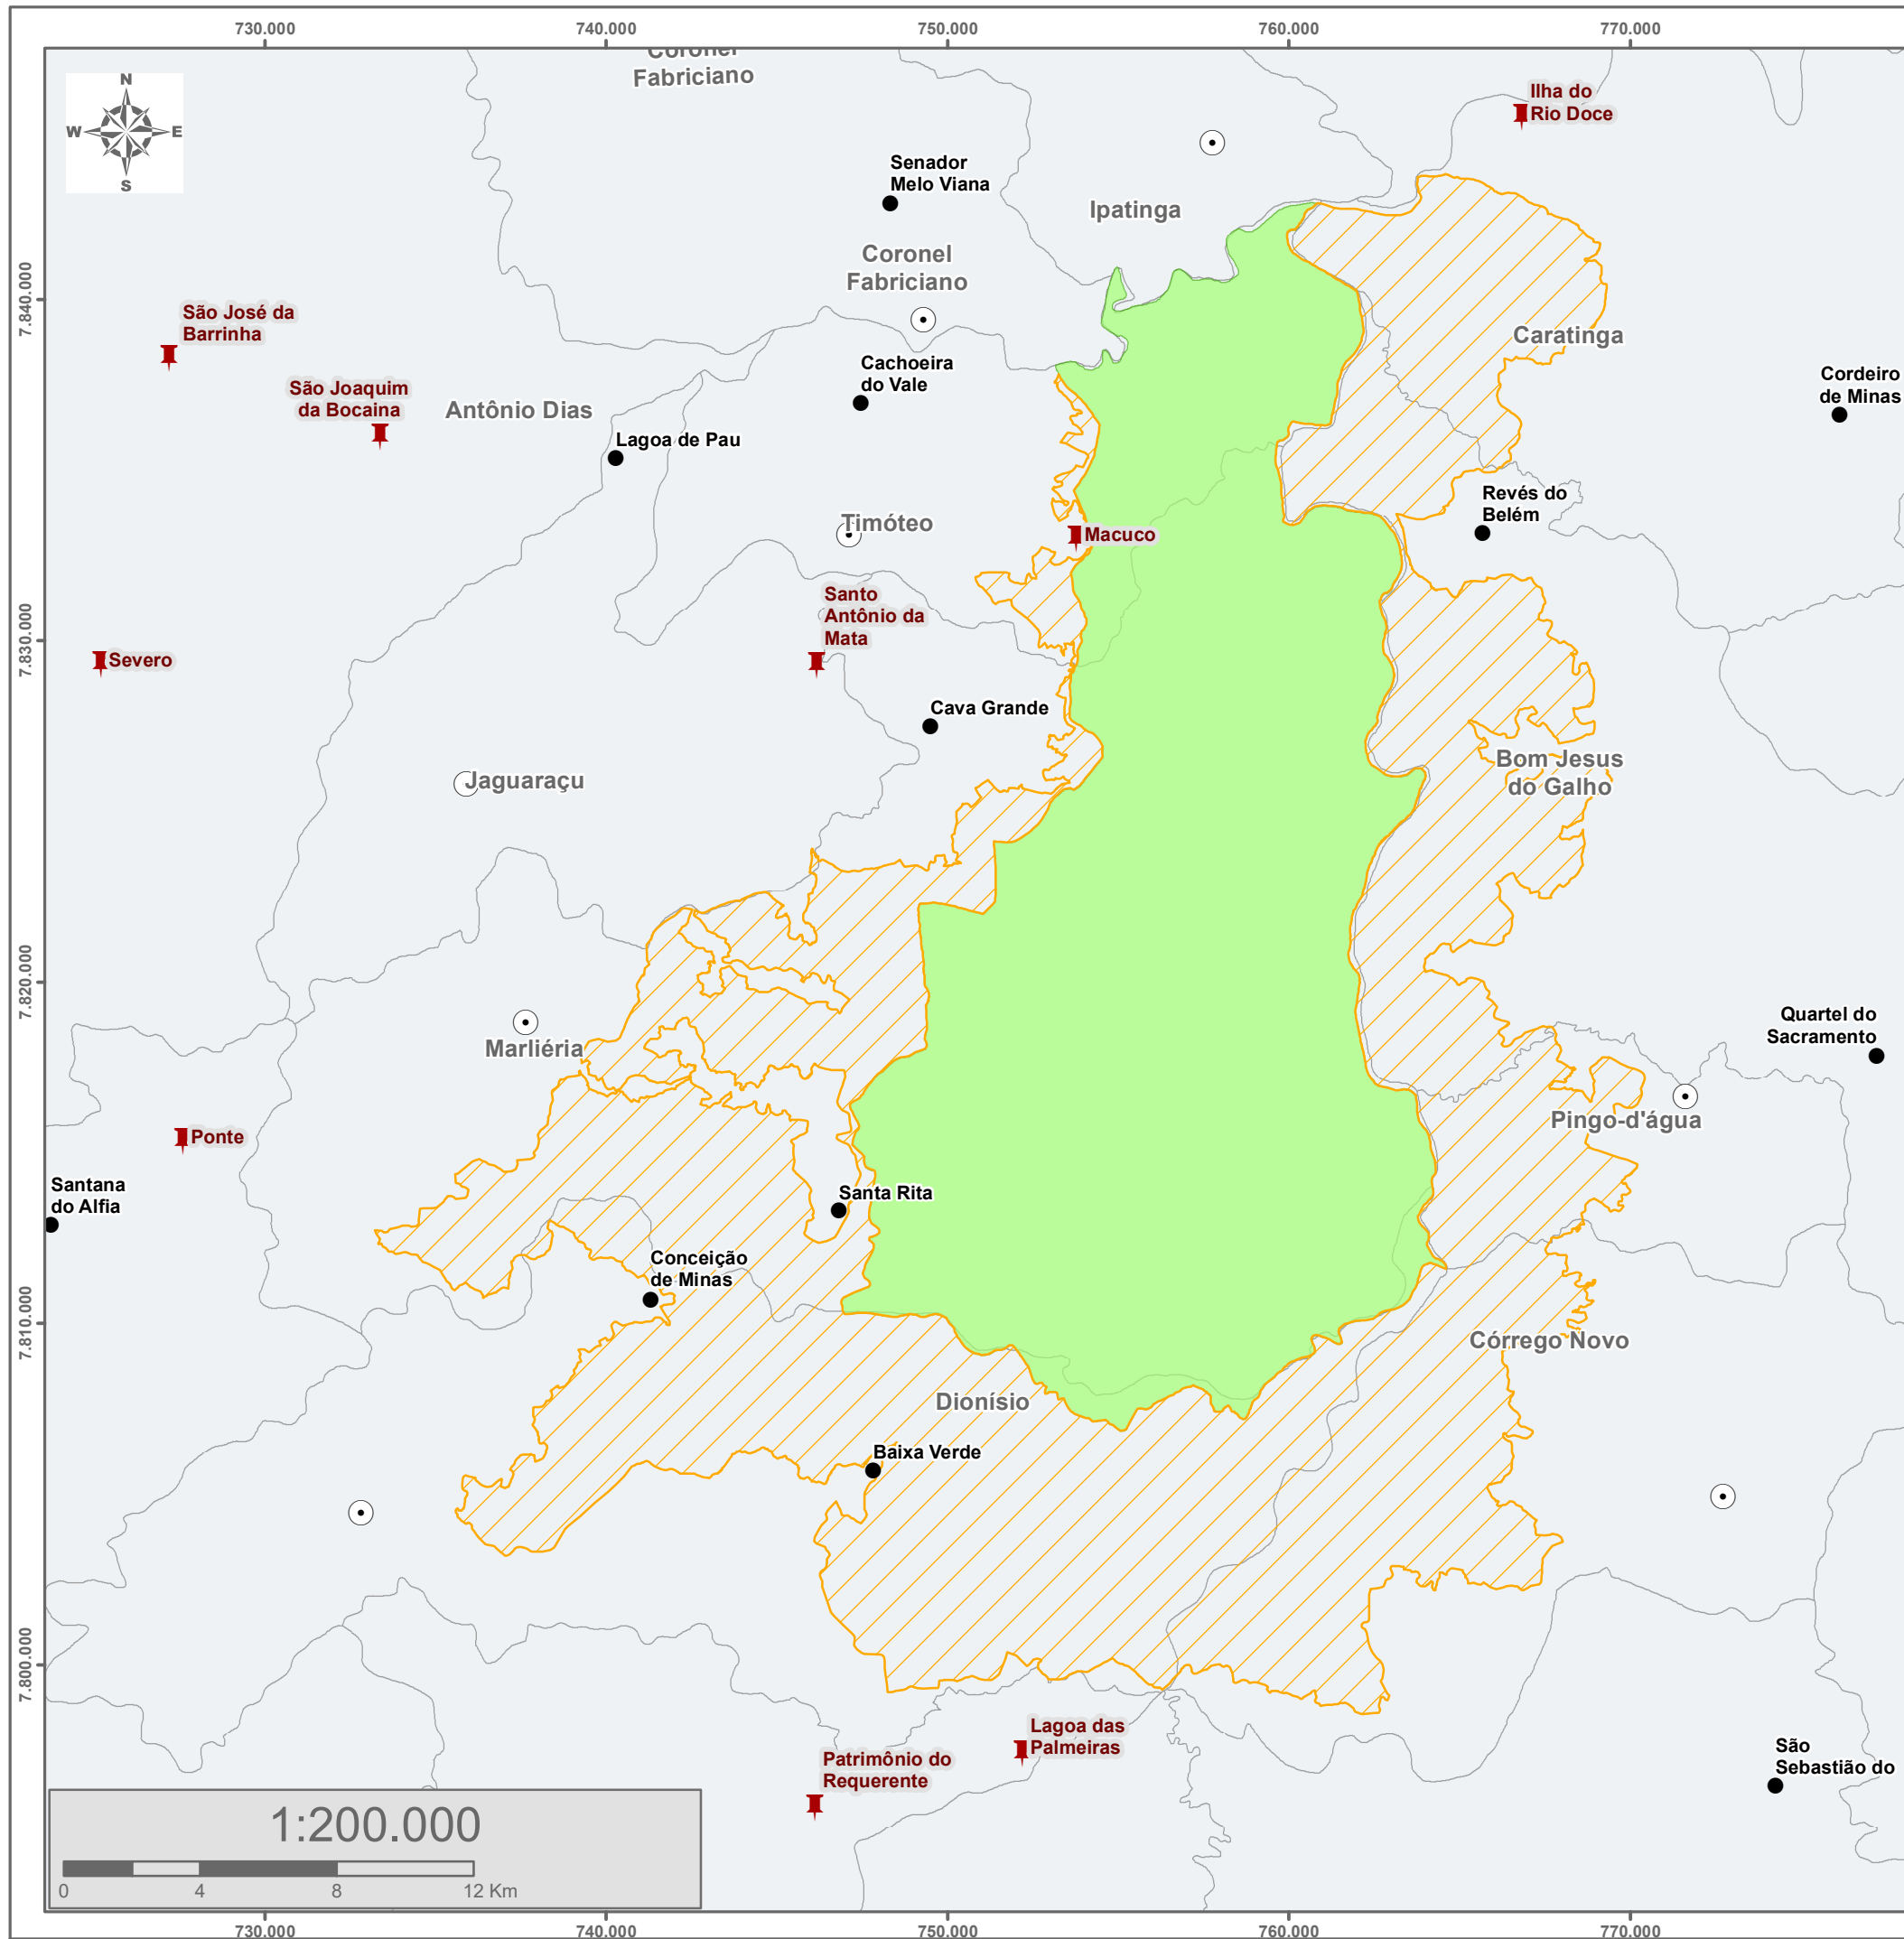 730.000 740.000 750.000 760.000 770.000
Coronel
Fabriciano
N
W E
S
Ilha do
Rio Doce
Senador
Melo Viana
Ipatinga
Coronel
Fabriciano
7.840.000
São José da
Barrinha
Caratinga
Cachoeira
do Vale
Cordeiro
de Minas
São Joaquim
da Bocaina
Antônio Dias
Lagoa de Pau
Revés do
Belém
Timóteo
Macuco
Santo
Antônio da
Mata
7.830.000
Severo
Cava Grande
Bom Jesus
do Galho
Jaguaraçu
7.820.000
Quartel do
Sacramento
Marliéria
Pingo-d'água
Ponte
Santana
do Alfia
Santa Rita
Conceição
de Minas
7.810.000
Córrego Novo
Dionísio
Baixa Verde
7.800.000
Lagoa das
Palmeiras
Patrimônio do
Requerente
São
Sebastião do
1:200.000
0 4 8 12 Km
730.000 740.000 750.000 760.000 770.000